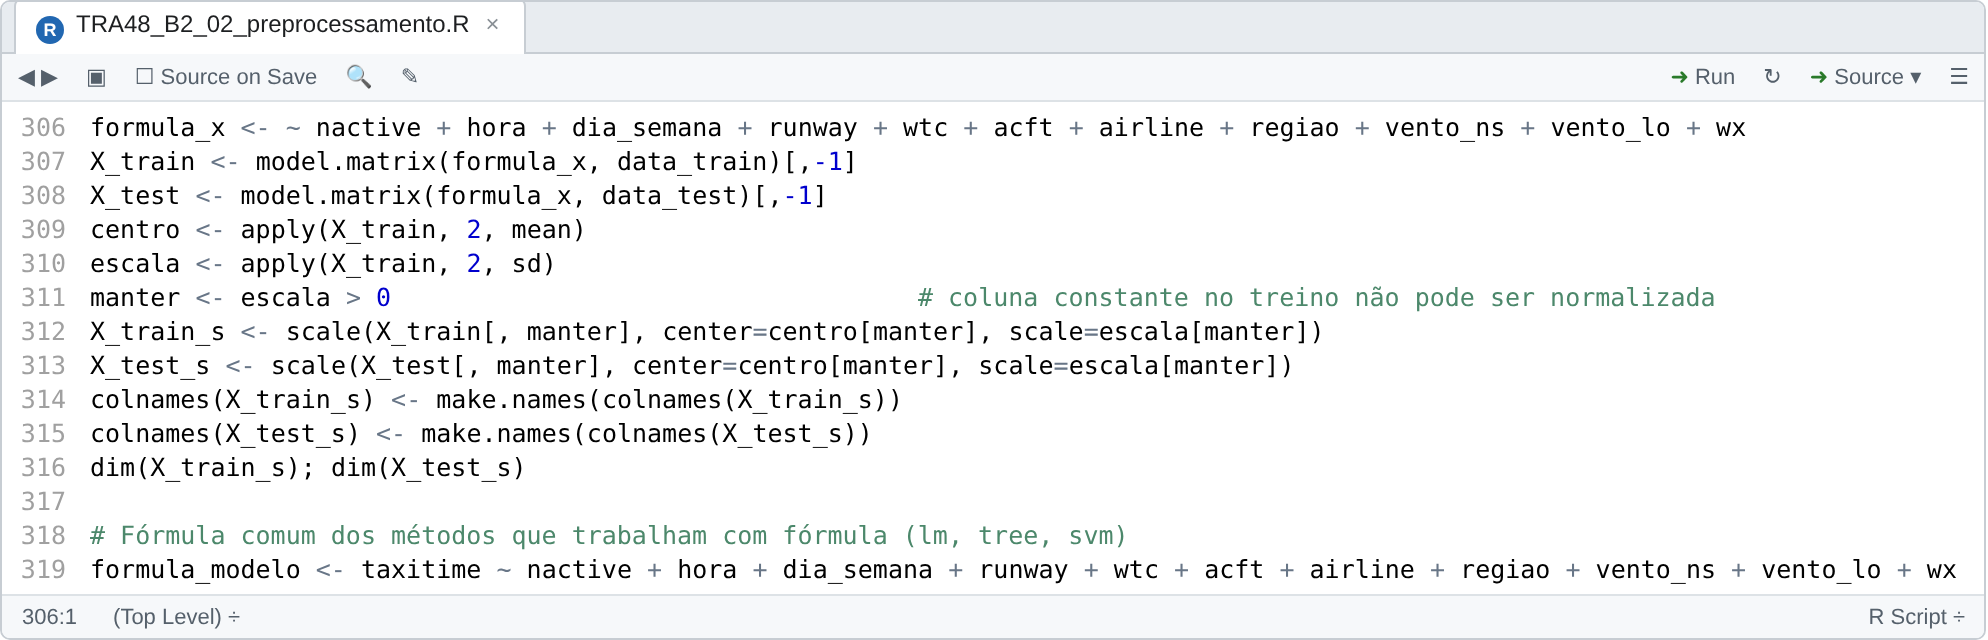 R TRA48_B2_02_preprocessamento.R ×
◀ ▶ ▣ ☐ Source on Save 🔍 ✎ ➜ Run ↻ ➜ Source ▾ ☰
306 formula_x <- ~ nactive + hora + dia_semana + runway + wtc + acft + airline + regiao + vento_ns + vento_lo + wx
307 X_train <- model.matrix(formula_x, data_train)[,-1]
308 X_test <- model.matrix(formula_x, data_test)[,-1]
309 centro <- apply(X_train, 2, mean)
310 escala <- apply(X_train, 2, sd)
311 manter <- escala > 0                                   # coluna constante no treino não pode ser normalizada
312 X_train_s <- scale(X_train[, manter], center=centro[manter], scale=escala[manter])
313 X_test_s <- scale(X_test[, manter], center=centro[manter], scale=escala[manter])
314 colnames(X_train_s) <- make.names(colnames(X_train_s))
315 colnames(X_test_s) <- make.names(colnames(X_test_s))
316 dim(X_train_s); dim(X_test_s)
317
318 # Fórmula comum dos métodos que trabalham com fórmula (lm, tree, svm)
319 formula_modelo <- taxitime ~ nactive + hora + dia_semana + runway + wtc + acft + airline + regiao + vento_ns + vento_lo + wx
306:1 (Top Level) ÷ R Script ÷